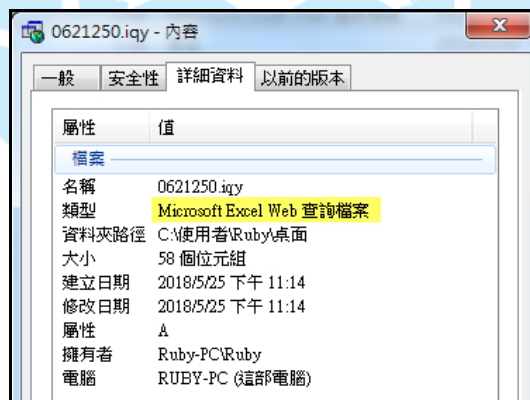 0621250.iqy - 內容
一般 安全性 詳細資料 以前的版本
屬性 值
檔案
名稱 0621250.iqy
類型 Microsoft Excel Web 查詢檔案
資料夾路徑 C:\使用者\Ruby\桌面
大小 58 個位元組
建立日期 2018/5/25 下午 11:14
修改日期 2018/5/25 下午 11:14
屬性 A
擁有者 Ruby-PC\Ruby
電腦 RUBY-PC (這部電腦)